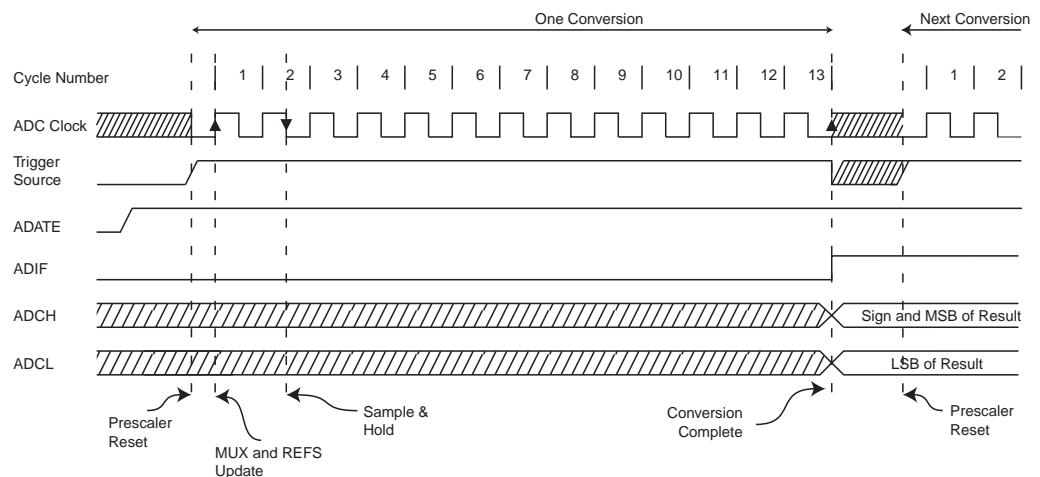 One Conversion
Next Conversion
Cycle Number
1 2 3 4 5 6 7 8 9 10 11 12 13 1 2
ADC Clock
Trigger
Source
ADATE
ADIF
ADCH
Sign and MSB of Result
ADCL
LSB of Result
Prescaler
Reset
MUX and REFS
Update
Sample &
Hold
Conversion
Complete
Prescaler
Reset